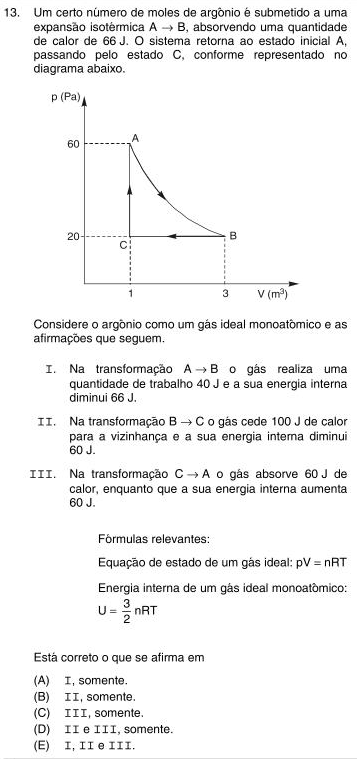 13. Um certo número de moles de argônio é submetido a uma
expansão isotérmica A → B, absorvendo uma quantidade
de calor de 66 J. O sistema retorna ao estado inicial A,
passando pelo estado C, conforme representado no
diagrama abaixo.
p (Pa)
60
A
20
C
B
1
3
V (m³)
Considere o argônio como um gás ideal monoatômico e as
afirmações que seguem.
I. Na transformação A → B o gás realiza uma
quantidade de trabalho 40 J e a sua energia interna
diminui 66 J.
II. Na transformação B → C o gás cede 100 J de calor
para a vizinhança e a sua energia interna diminui
60 J.
III. Na transformação C → A o gás absorve 60 J de
calor, enquanto que a sua energia interna aumenta
60 J.
Fórmulas relevantes:
Equação de estado de um gás ideal: pV = nRT
Energia interna de um gás ideal monoatômico:
U = 3/2 nRT
Está correto o que se afirma em
(A) I, somente.
(B) II, somente.
(C) III, somente.
(D) II e III, somente.
(E) I, II e III.